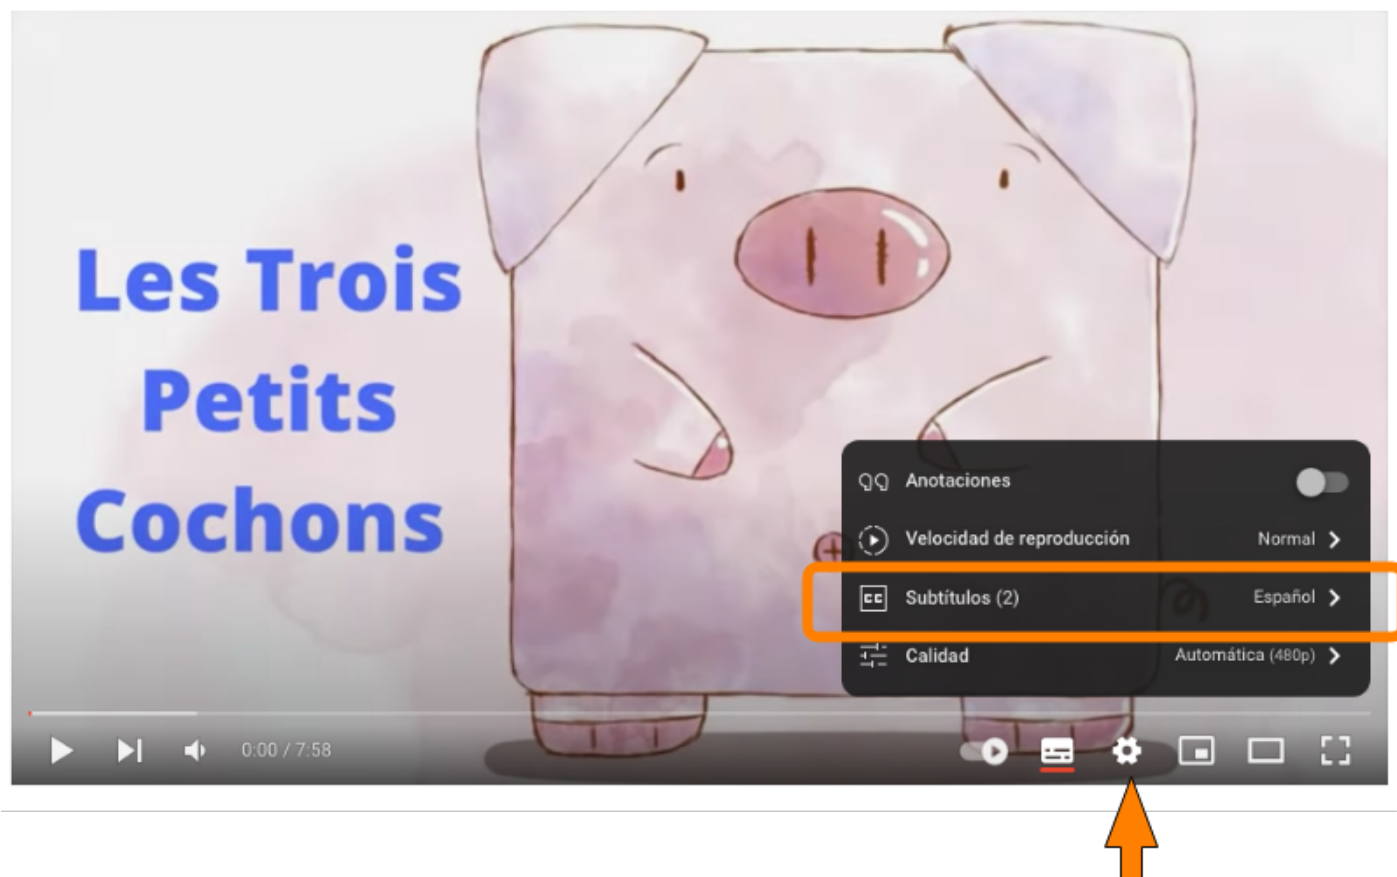 Les Trois
Petits
Cochons
Anotaciones
Velocidad de reproducción Normal
CC Subtítulos (2) Español
Calidad Automática (480p)
0:00 / 7:58